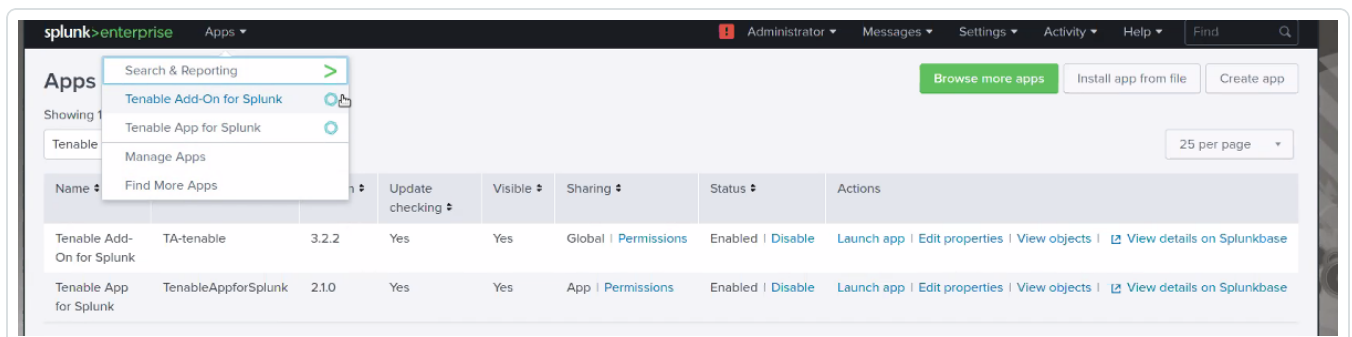 splunk>enterprise Apps ! Administrator Messages Settings Activity Help Find
Apps
Search & Reporting >
Tenable Add-On for Splunk
Tenable App for Splunk
Manage Apps
Find More Apps
Browse more apps Install app from file Create app
Showing 1
Tenable
25 per page
Name Update checking Visible Sharing Status Actions
Tenable Add-On for Splunk TA-tenable 3.2.2 Yes Yes Global | Permissions Enabled | Disable Launch app | Edit properties | View objects | View details on Splunkbase
Tenable App for Splunk TenableAppforSplunk 2.1.0 Yes Yes App | Permissions Enabled | Disable Launch app | Edit properties | View objects | View details on Splunkbase